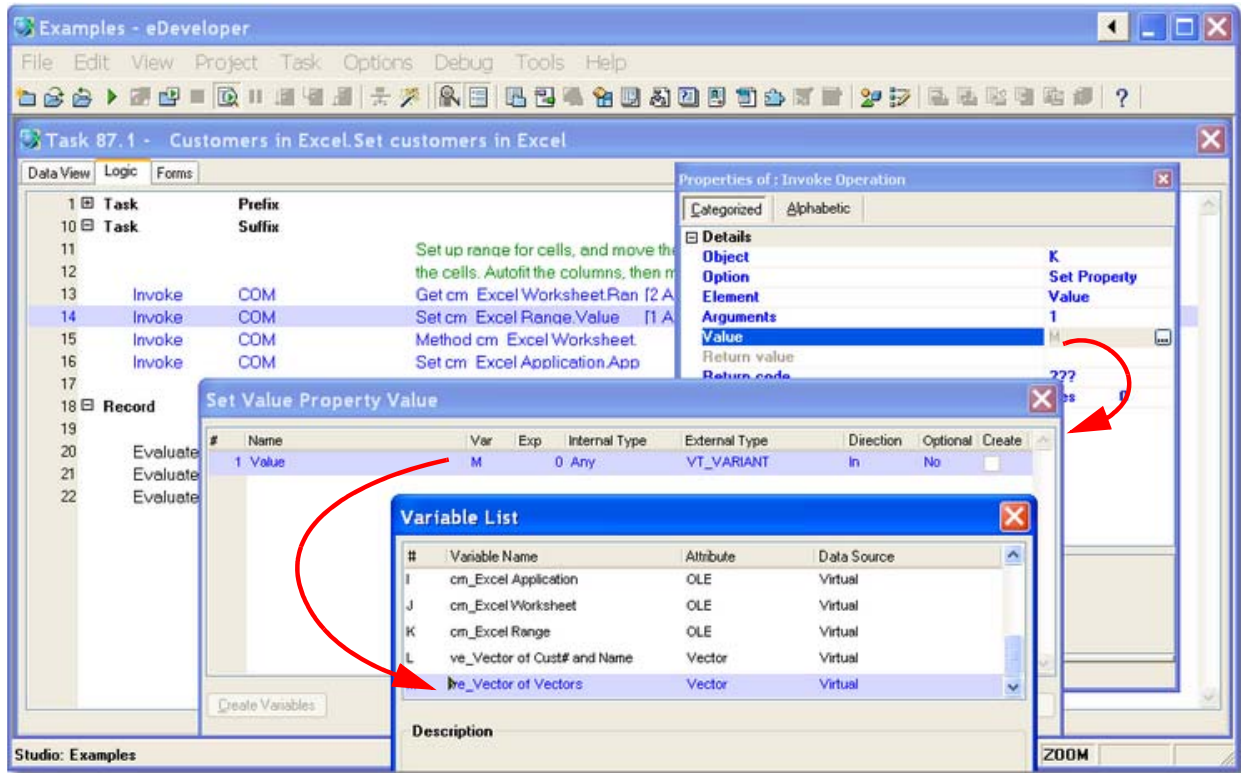 Examples - eDeveloper
File Edit View Project Task Options Debug Tools Help
Task 87.1 - Customers in Excel.Set customers in Excel
Data View Logic Forms
1 Task Prefix
10 Task Suffix
11 Set up range for cells, and move the
12 the cells. Autofit the columns, then m
13 Invoke COM Get cm Excel Worksheet.Ran [2 A
14 Invoke COM Set cm Excel Range.Value [1 A
15 Invoke COM Method cm Excel Worksheet.
16 Invoke COM Set cm Excel Application.App
17
18 Record
19
20 Evaluate
21 Evaluate
22 Evaluate
Properties of : Invoke Operation
Categorized Alphabetic
Details
Object K
Option Set Property
Element Value
Arguments 1
Value M ...
Return value
Return code ???
Set Value Property Value
# Name Var Exp Internal Type External Type Direction Optional Create
1 Value M 0 Any VT_VARIANT In No
Create Variables
Variable List
# Variable Name Attribute Data Source
I cm_Excel Application OLE Virtual
J cm_Excel Worksheet OLE Virtual
K cm_Excel Range OLE Virtual
L ve_Vector of Cust# and Name Vector Virtual
ve_Vector of Vectors Vector Virtual
Description
Studio: Examples ZOOM